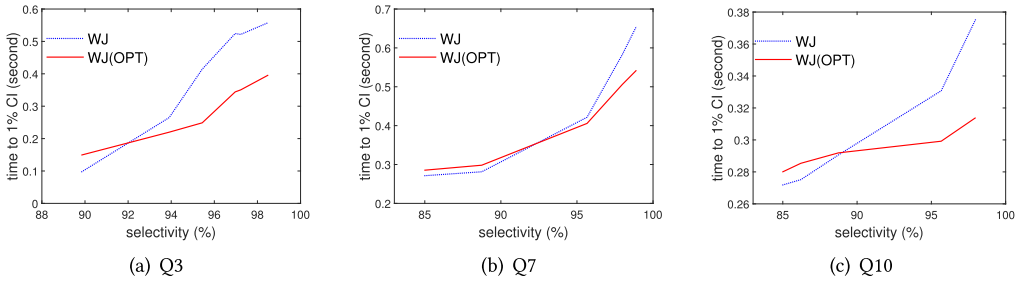 0.6
0.5
0.4
0.3
0.2
0.1
0
time to 1% CI (second)
WJ
WJ(OPT)
88 90 92 94 96 98 100
selectivity (%)
(a) Q3
0.7
0.6
0.5
0.4
0.3
0.2
time to 1% CI (second)
WJ
WJ(OPT)
85 90 95 100
selectivity (%)
(b) Q7
0.38
0.36
0.34
0.32
0.3
0.28
0.26
time to 1% CI (second)
WJ
WJ(OPT)
85 90 95 100
selectivity (%)
(c) Q10